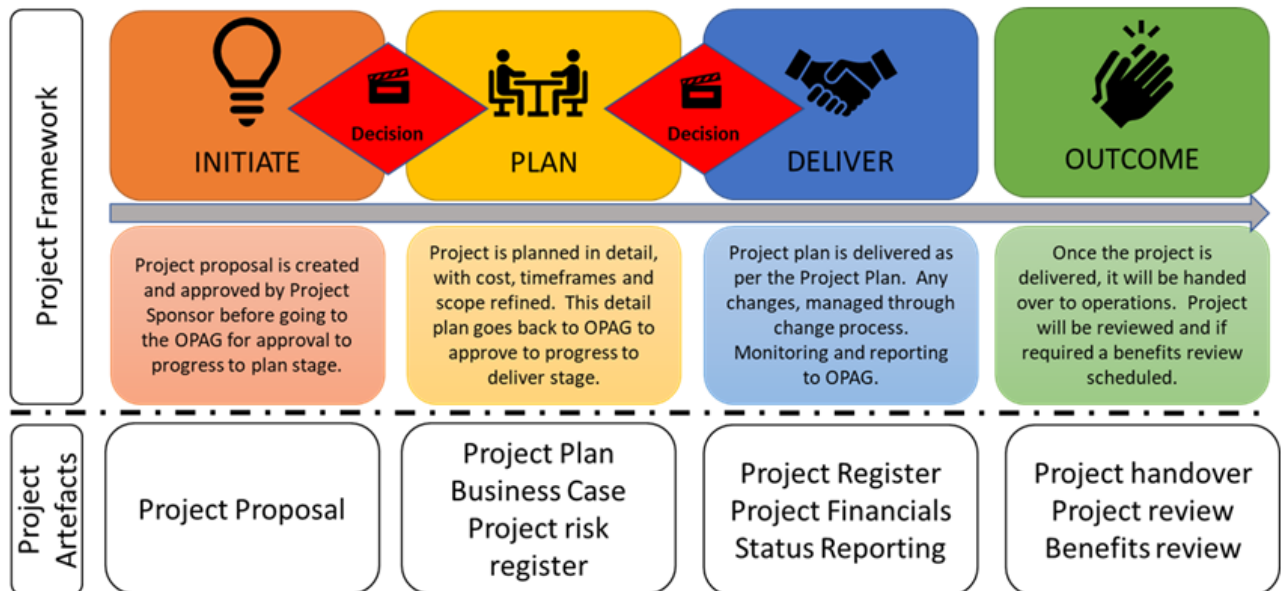 Project Framework
INITIATE
Decision
PLAN
Decision
DELIVER
OUTCOME
Project proposal is created
and approved by Project
Sponsor before going to
the OPAG for approval to
progress to plan stage.
Project is planned in detail,
with cost, timeframes and
scope refined.  This detail
plan goes back to OPAG to
approve to progress to
deliver stage.
Project plan is delivered as
per the Project Plan.  Any
changes, managed through
change process.
Monitoring and reporting
to OPAG.
Once the project is
delivered, it will be handed
over to operations.  Project
will be reviewed and if
required a benefits review
scheduled.
Project
Artefacts
Project Proposal
Project Plan
Business Case
Project risk
register
Project Register
Project Financials
Status Reporting
Project handover
Project review
Benefits review